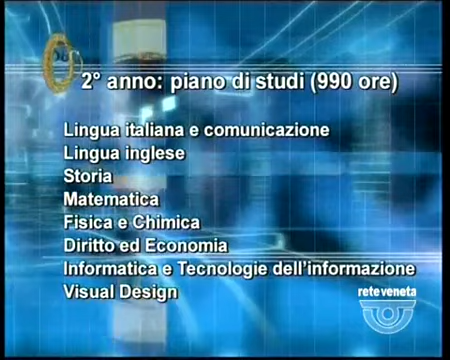 2° anno: piano di studi (990 ore)
Lingua italiana e comunicazione
Lingua inglese
Storia
Matematica
Fisica e Chimica
Diritto ed Economia
Informatica e Tecnologie dell'informazione
Visual Design
reteveneta